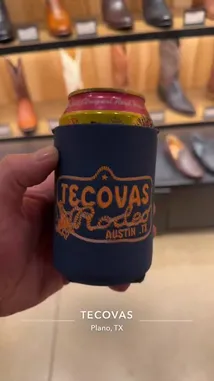 TECOVAS
Rodeo
AUSTIN TX
TECOVAS
Plano, TX